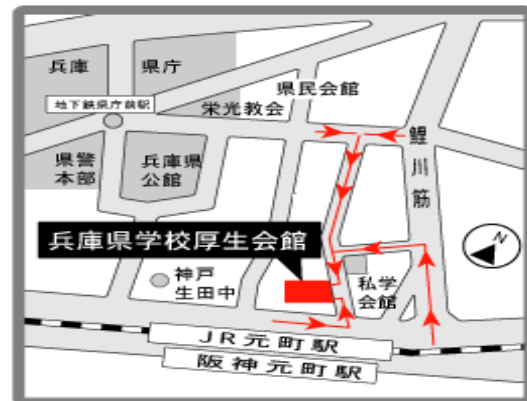 兵庫
県庁
県民会館
地下鉄県庁前駅
栄光教会
鯉川筋
県警
本部
兵庫県
公館
兵庫県学校厚生会館
N
神戸
生田中
私学
会館
JR元町駅
阪神元町駅